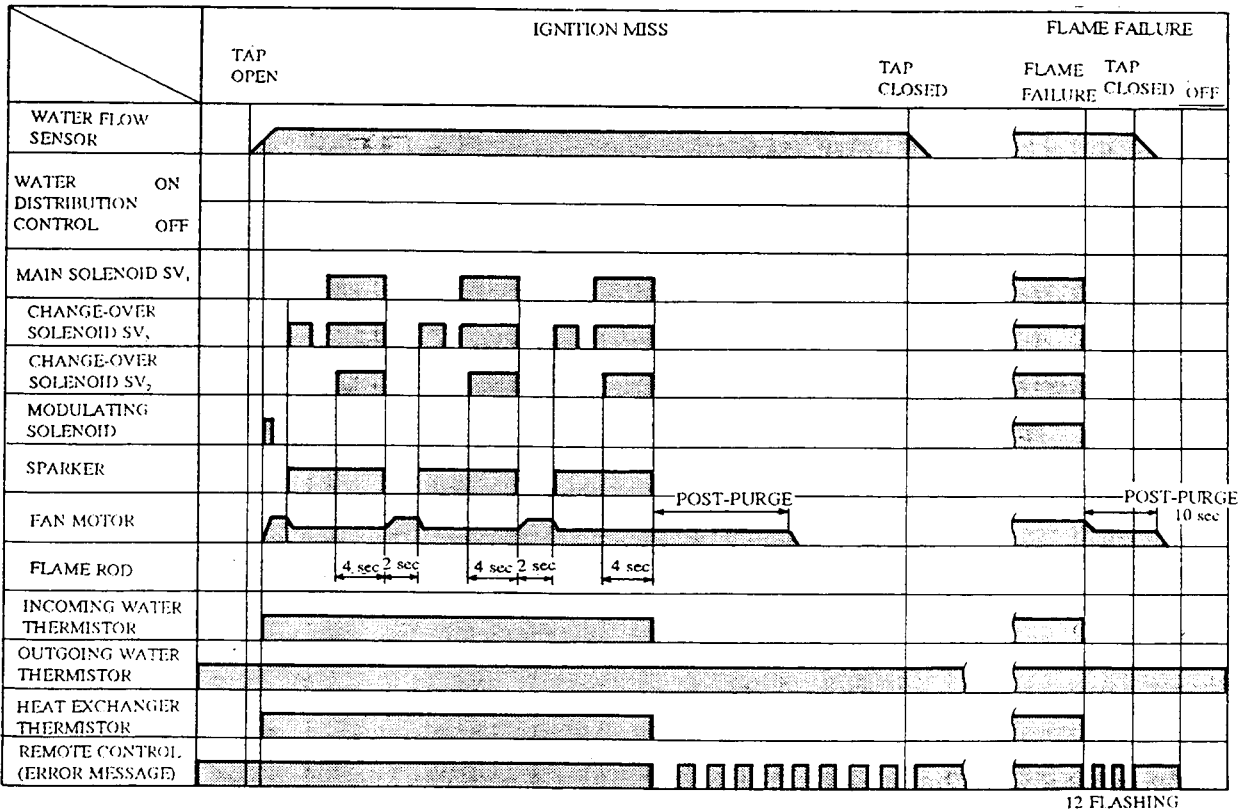 IGNITION MISS
FLAME FAILURE
TAP
OPEN
TAP
CLOSED
FLAME
FAILURE
TAP
CLOSED
OFF
WATER FLOW
SENSOR
WATER ON
DISTRIBUTION
CONTROL OFF
MAIN SOLENOID SV₁
CHANGE-OVER
SOLENOID SV₁
CHANGE-OVER
SOLENOID SV₂
MODULATING
SOLENOID
SPARKER
FAN MOTOR
POST-PURGE
POST-PURGE
10 sec
FLAME ROD
4 sec 2 sec 4 sec 2 sec 4 sec
INCOMING WATER
THERMISTOR
OUTGOING WATER
THERMISTOR
HEAT EXCHANGER
THERMISTOR
REMOTE CONTROL
(ERROR MESSAGE)
12 FLASHING